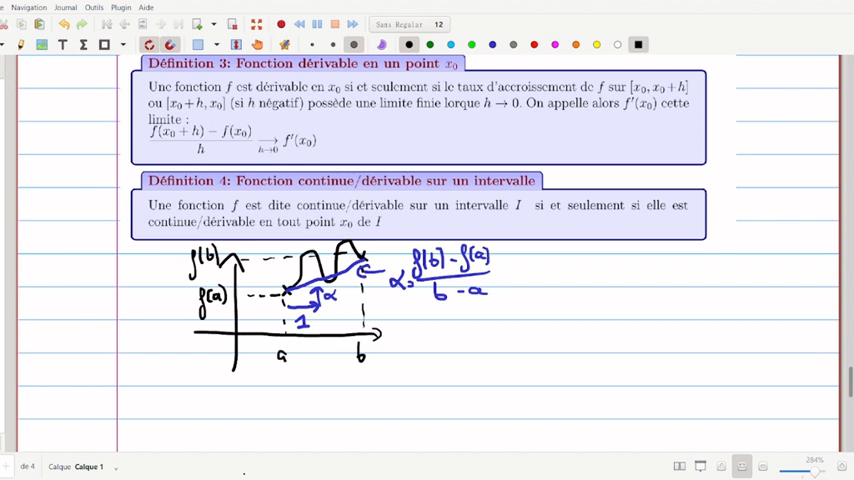 Navigation Journal Outils Plugin Aide
Sans Regular 12
Définition 3: Fonction dérivable en un point x₀
Une fonction f est dérivable en x₀ si et seulement si le taux d'accroissement de f sur [x₀, x₀+h]
ou [x₀+h, x₀] (si h négatif) possède une limite finie lorque h → 0. On appelle alors f'(x₀) cette
limite :
f(x₀ + h) − f(x₀)
h
⟶ f'(x₀)
h→0
Définition 4: Fonction continue/dérivable sur un intervalle
Une fonction f est dite continue/dérivable sur un intervalle I si et seulement si elle est
continue/dérivable en tout point x₀ de I
f(b)
f(a)
α
1
a b
α = f(b) - f(a)
b - a
de 4 Calque Calque 1
284%